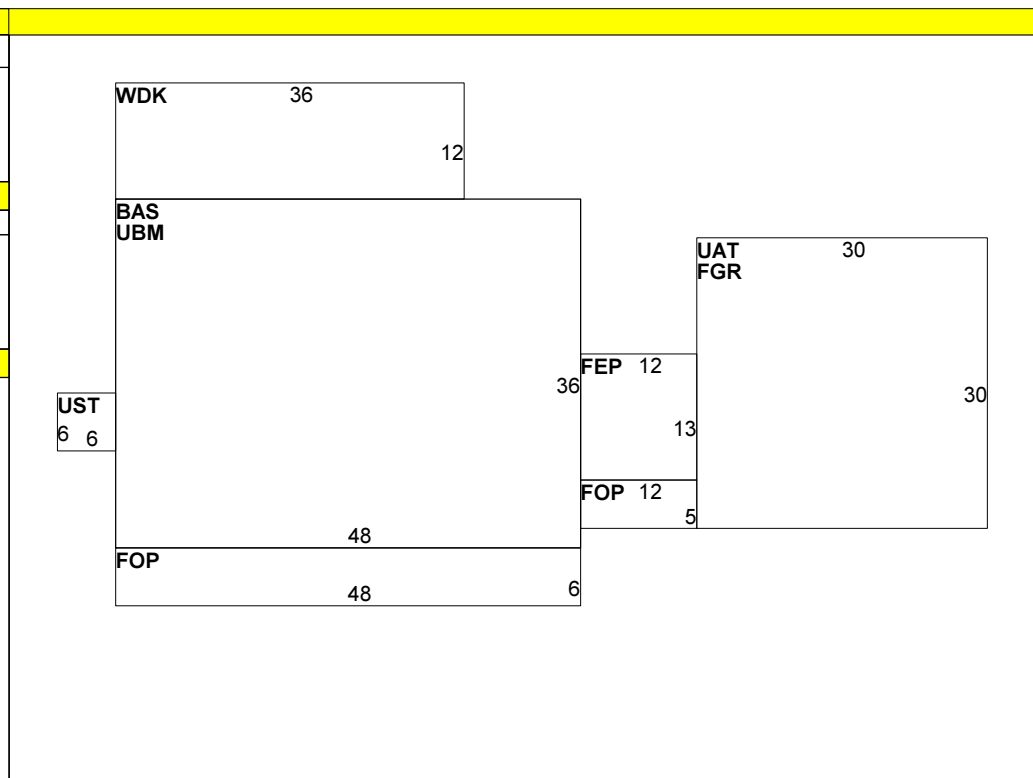 WDK 36
12
BAS
UBM
UAT 30
FGR
FEP 12
36
30
UST
6 6
13
FOP 12
5
48
FOP
48 6